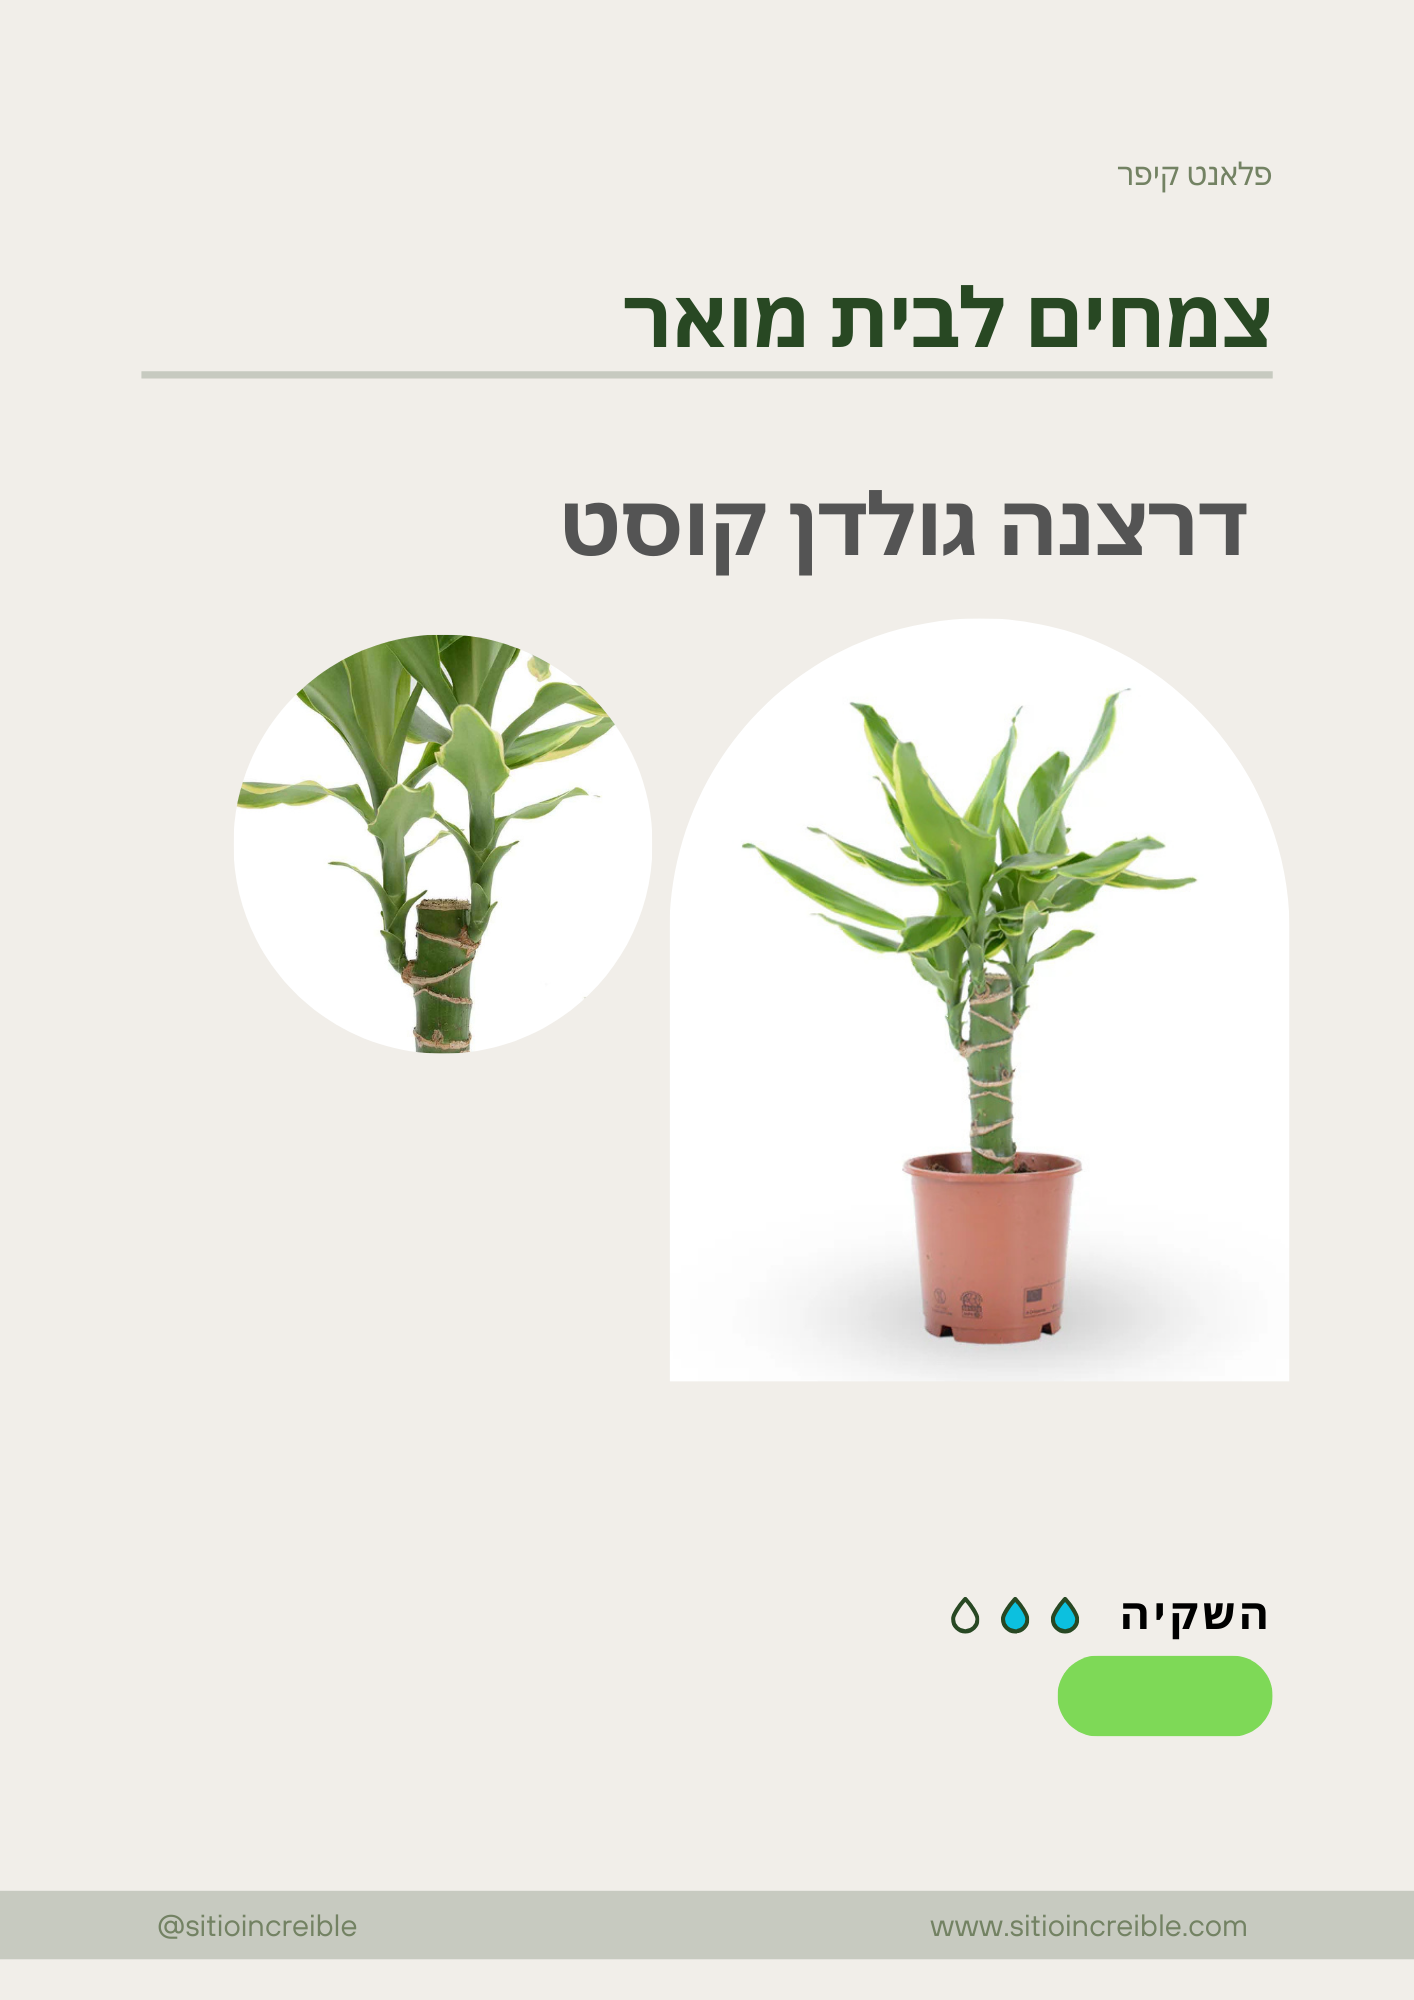 פלאנט קיפר
צמחים לבית מואר
דרצנה גולדן קוסט
השקיה
@sitioincreible
www.sitioincreible.com